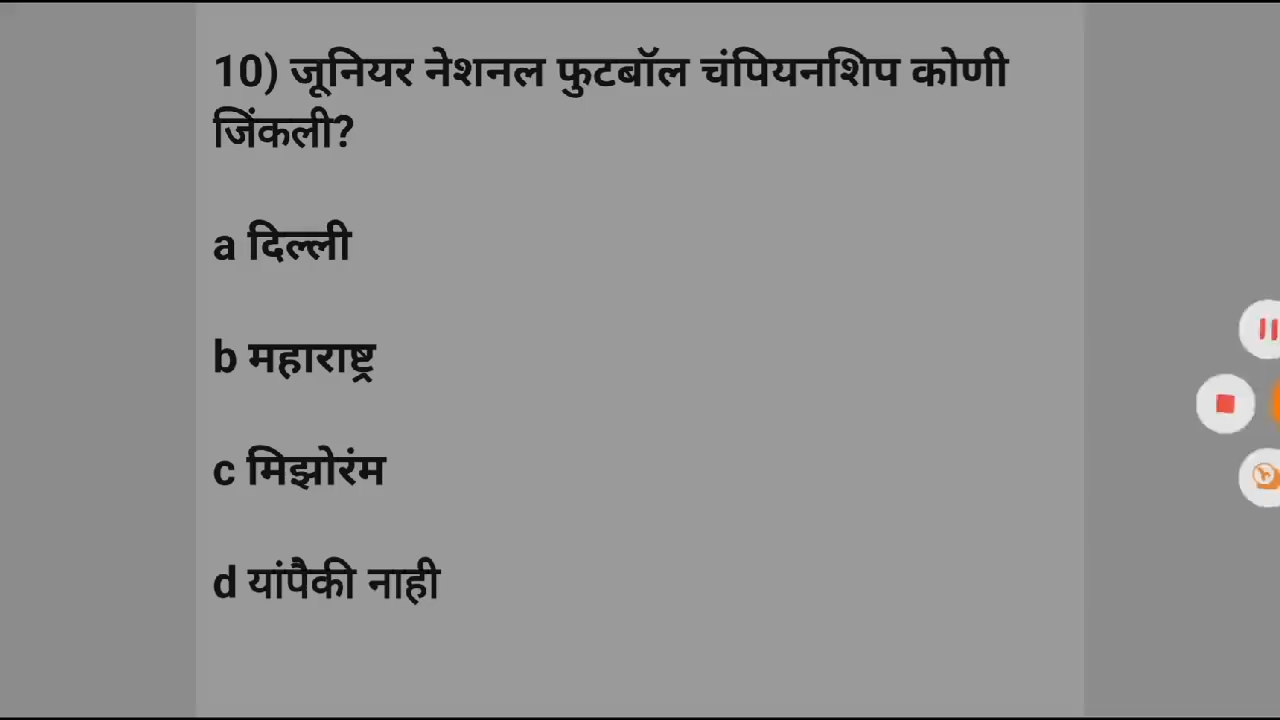 10) जूनियर नेशनल फुटबॉल चंपियनशिप कोणी
जिंकली?
a दिल्ली
b महाराष्ट्र
c मिझोरंम
d यांपैकी नाही